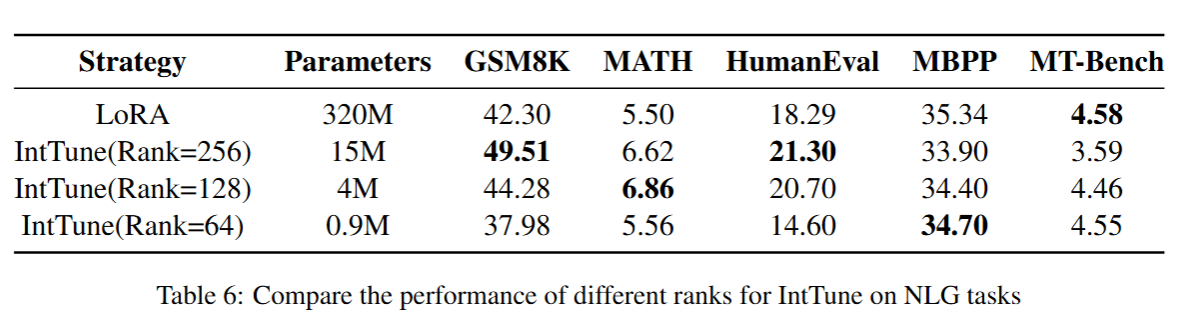 Strategy Parameters GSM8K MATH HumanEval MBPP MT-Bench
LoRA 320M 42.30 5.50 18.29 35.34 4.58
IntTune(Rank=256) 15M 49.51 6.62 21.30 33.90 3.59
IntTune(Rank=128) 4M 44.28 6.86 20.70 34.40 4.46
IntTune(Rank=64) 0.9M 37.98 5.56 14.60 34.70 4.55
Table 6: Compare the performance of different ranks for IntTune on NLG tasks